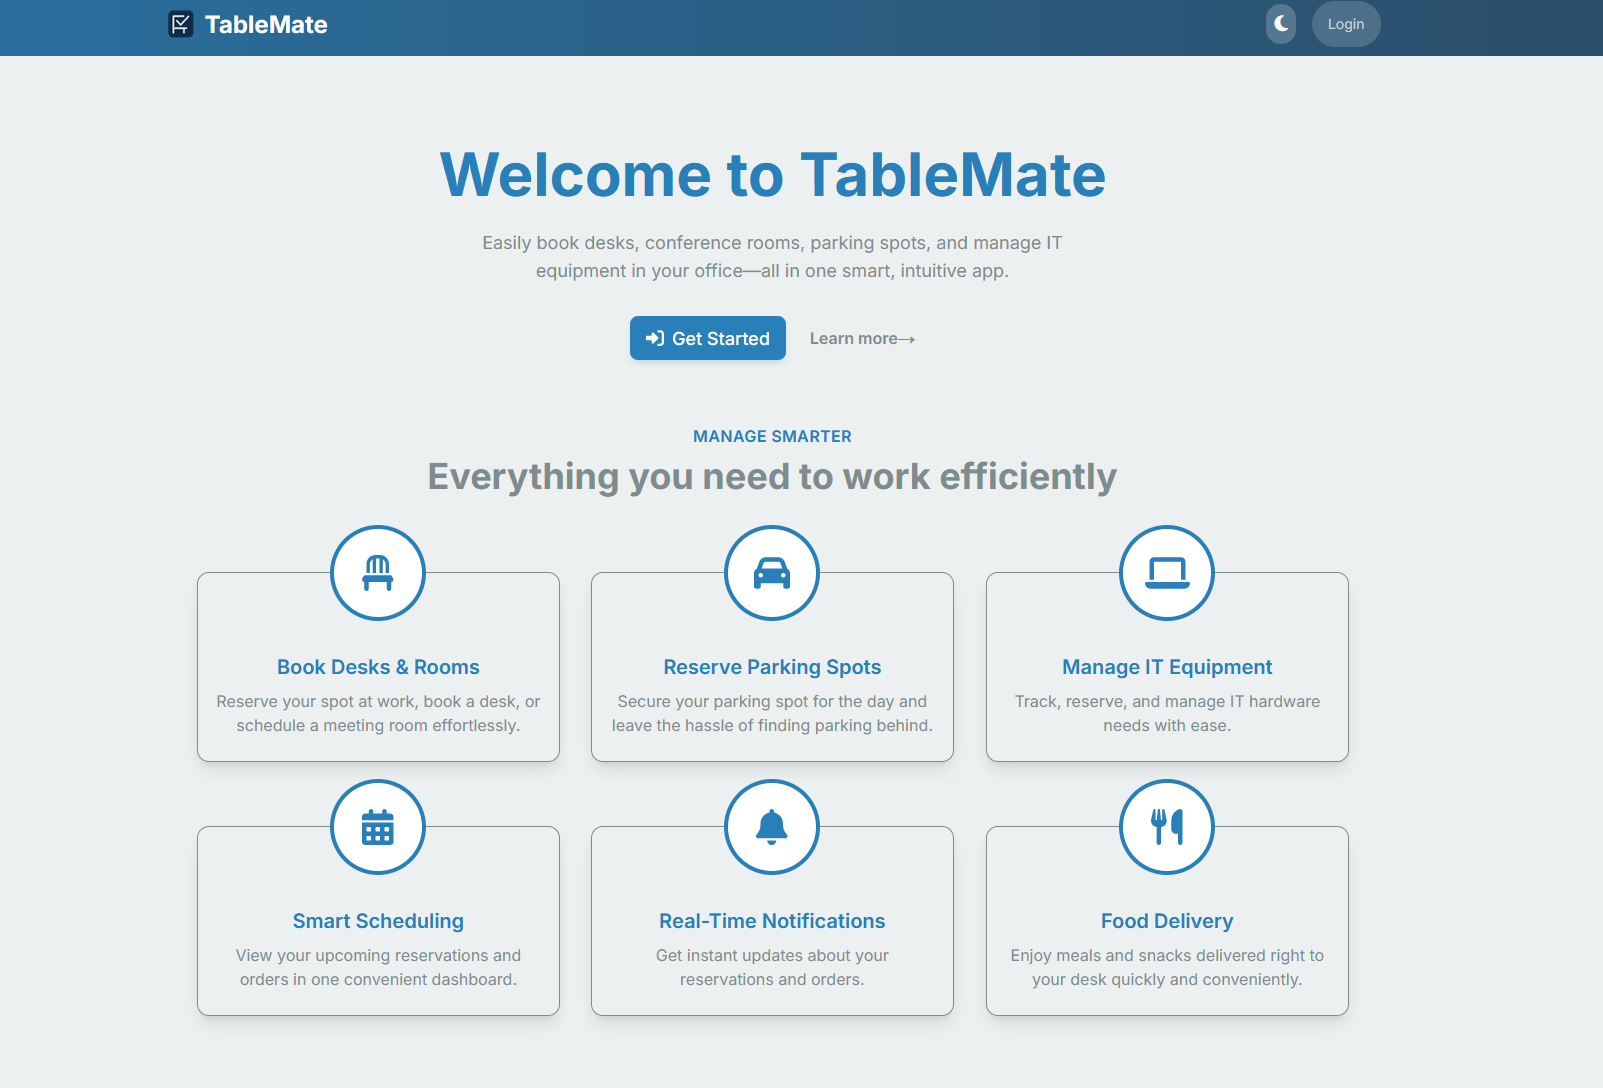 TableMate
Login
Welcome to TableMate
Easily book desks, conference rooms, parking spots, and manage IT
equipment in your office—all in one smart, intuitive app.
Get Started
Learn more→
MANAGE SMARTER
Everything you need to work efficiently
Book Desks & Rooms
Reserve your spot at work, book a desk, or
schedule a meeting room effortlessly.
Reserve Parking Spots
Secure your parking spot for the day and
leave the hassle of finding parking behind.
Manage IT Equipment
Track, reserve, and manage IT hardware
needs with ease.
Smart Scheduling
View your upcoming reservations and
orders in one convenient dashboard.
Real-Time Notifications
Get instant updates about your
reservations and orders.
Food Delivery
Enjoy meals and snacks delivered right to
your desk quickly and conveniently.